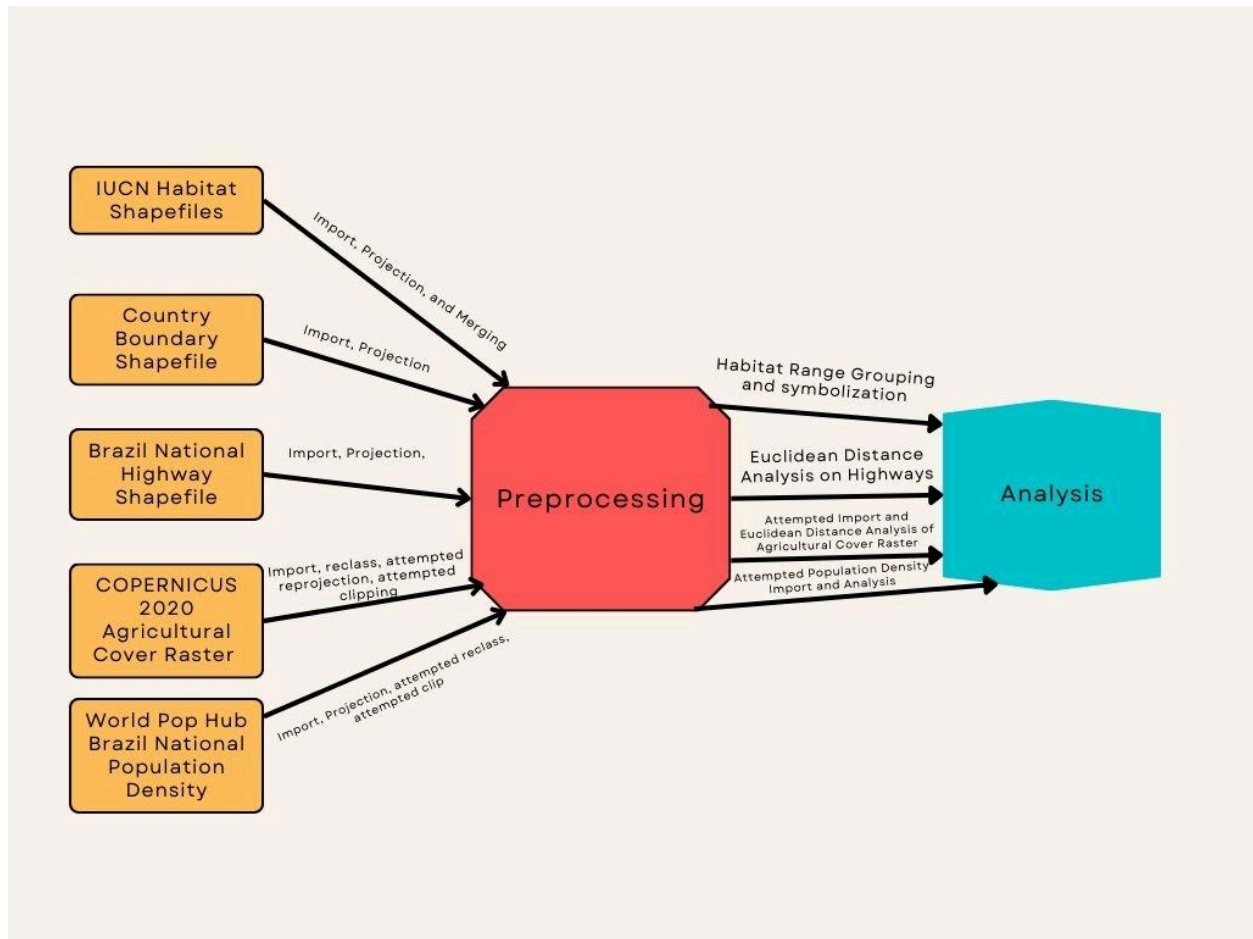 IUCN Habitat
Shapefiles
Import, Projection, and Merging
Country
Boundary
Shapefile
Import, Projection
Brazil National
Highway
Shapefile
Import, Projection,
COPERNICUS
2020
Agricultural
Cover Raster
Import, reclass, attempted
reprojection, attempted
clipping
World Pop Hub
Brazil National
Population
Density
Import, Projection, attempted reclass,
attempted clip
Preprocessing
Habitat Range Grouping
and symbolization
Euclidean Distance
Analysis on Highways
Attempted Import and
Euclidean Distance Analysis of
Agricultural Cover Raster
Attempted Population Density
Import and Analysis
Analysis